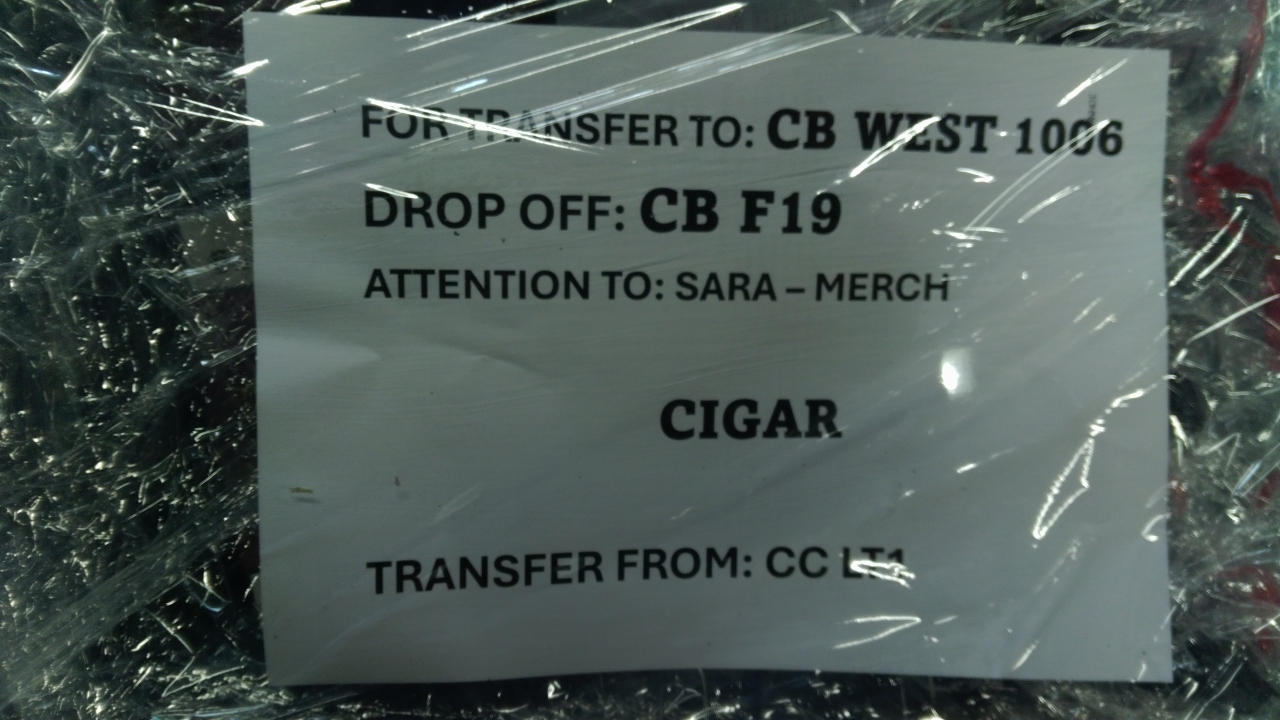 FOR TRANSFER TO: CB WEST 1006
DROP OFF: CB F19
ATTENTION TO: SARA – MERCH
CIGAR
TRANSFER FROM: CC LT1